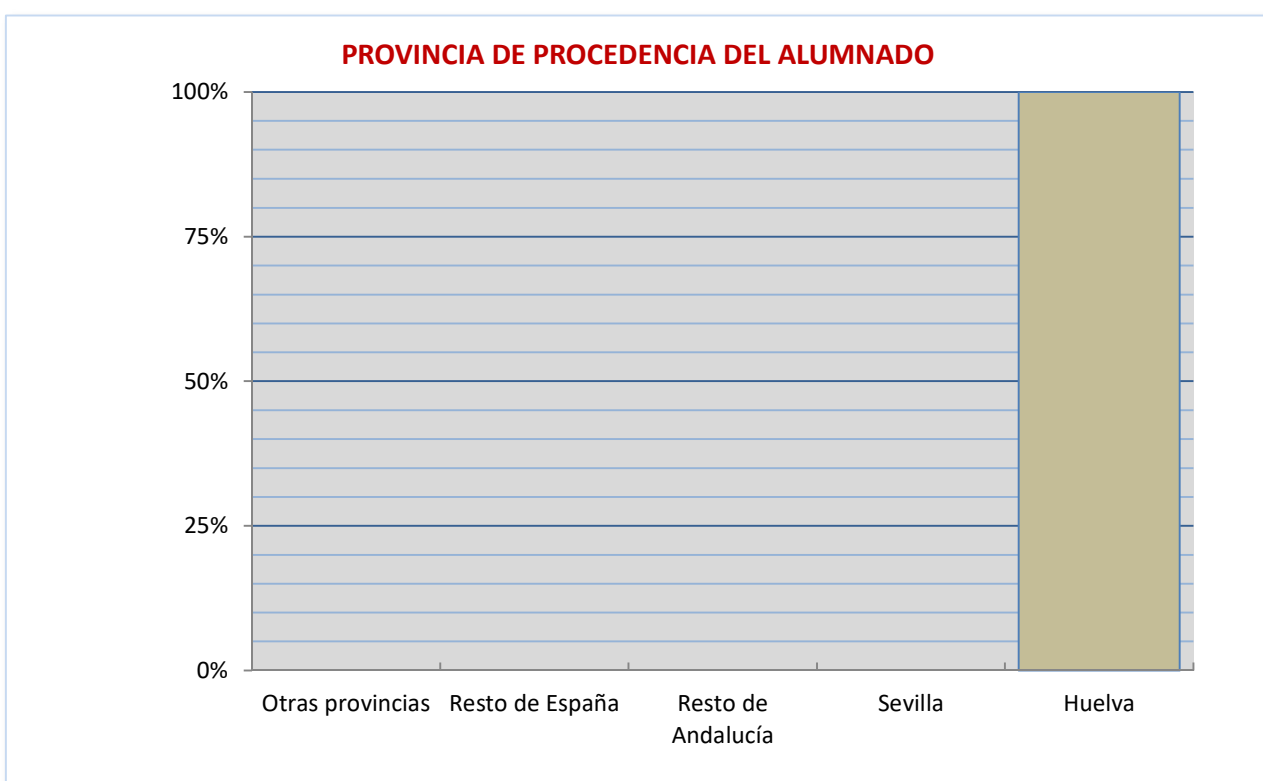 PROVINCIA DE PROCEDENCIA DEL ALUMNADO
100%
75%
50%
25%
0%
Otras provincias
Resto de España
Resto de
Andalucía
Sevilla
Huelva